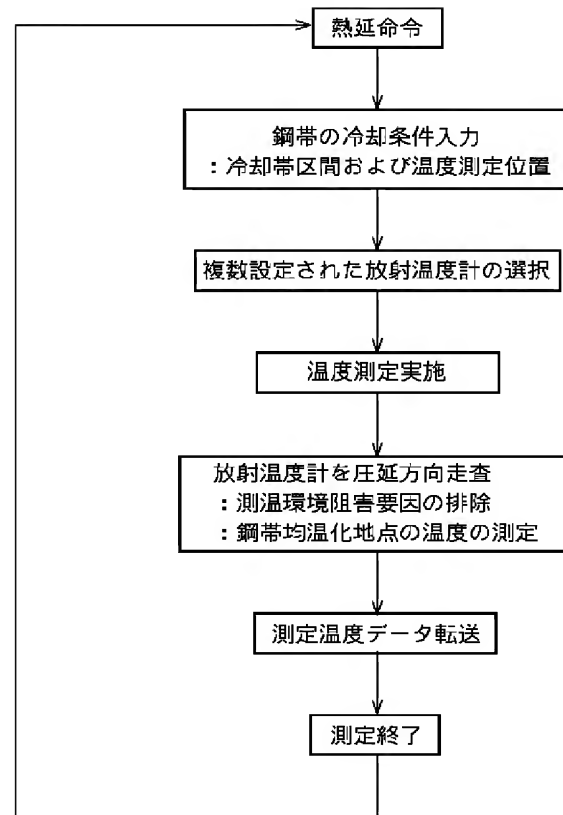 熱延命令
鋼帯の冷却条件入力
：冷却帯区間および温度測定位置
複数設定された放射温度計の選択
温度測定実施
放射温度計を圧延方向走査
：測温環境阻害要因の排除
：鋼帯均温化地点の温度の測定
測定温度データ転送
測定終了